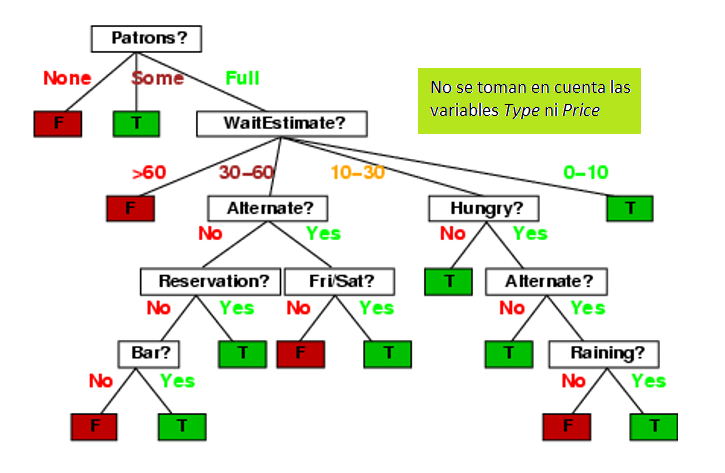 Patrons?
None Some Full
No se toman en cuenta las
variables Type ni Price
F T WaitEstimate?
>60 30–60 10–30 0–10
F Alternate? Hungry? T
No Yes No Yes
Reservation? Fri/Sat? T Alternate?
No Yes No Yes No Yes
Bar? T F T T Raining?
No Yes No Yes
F T F T